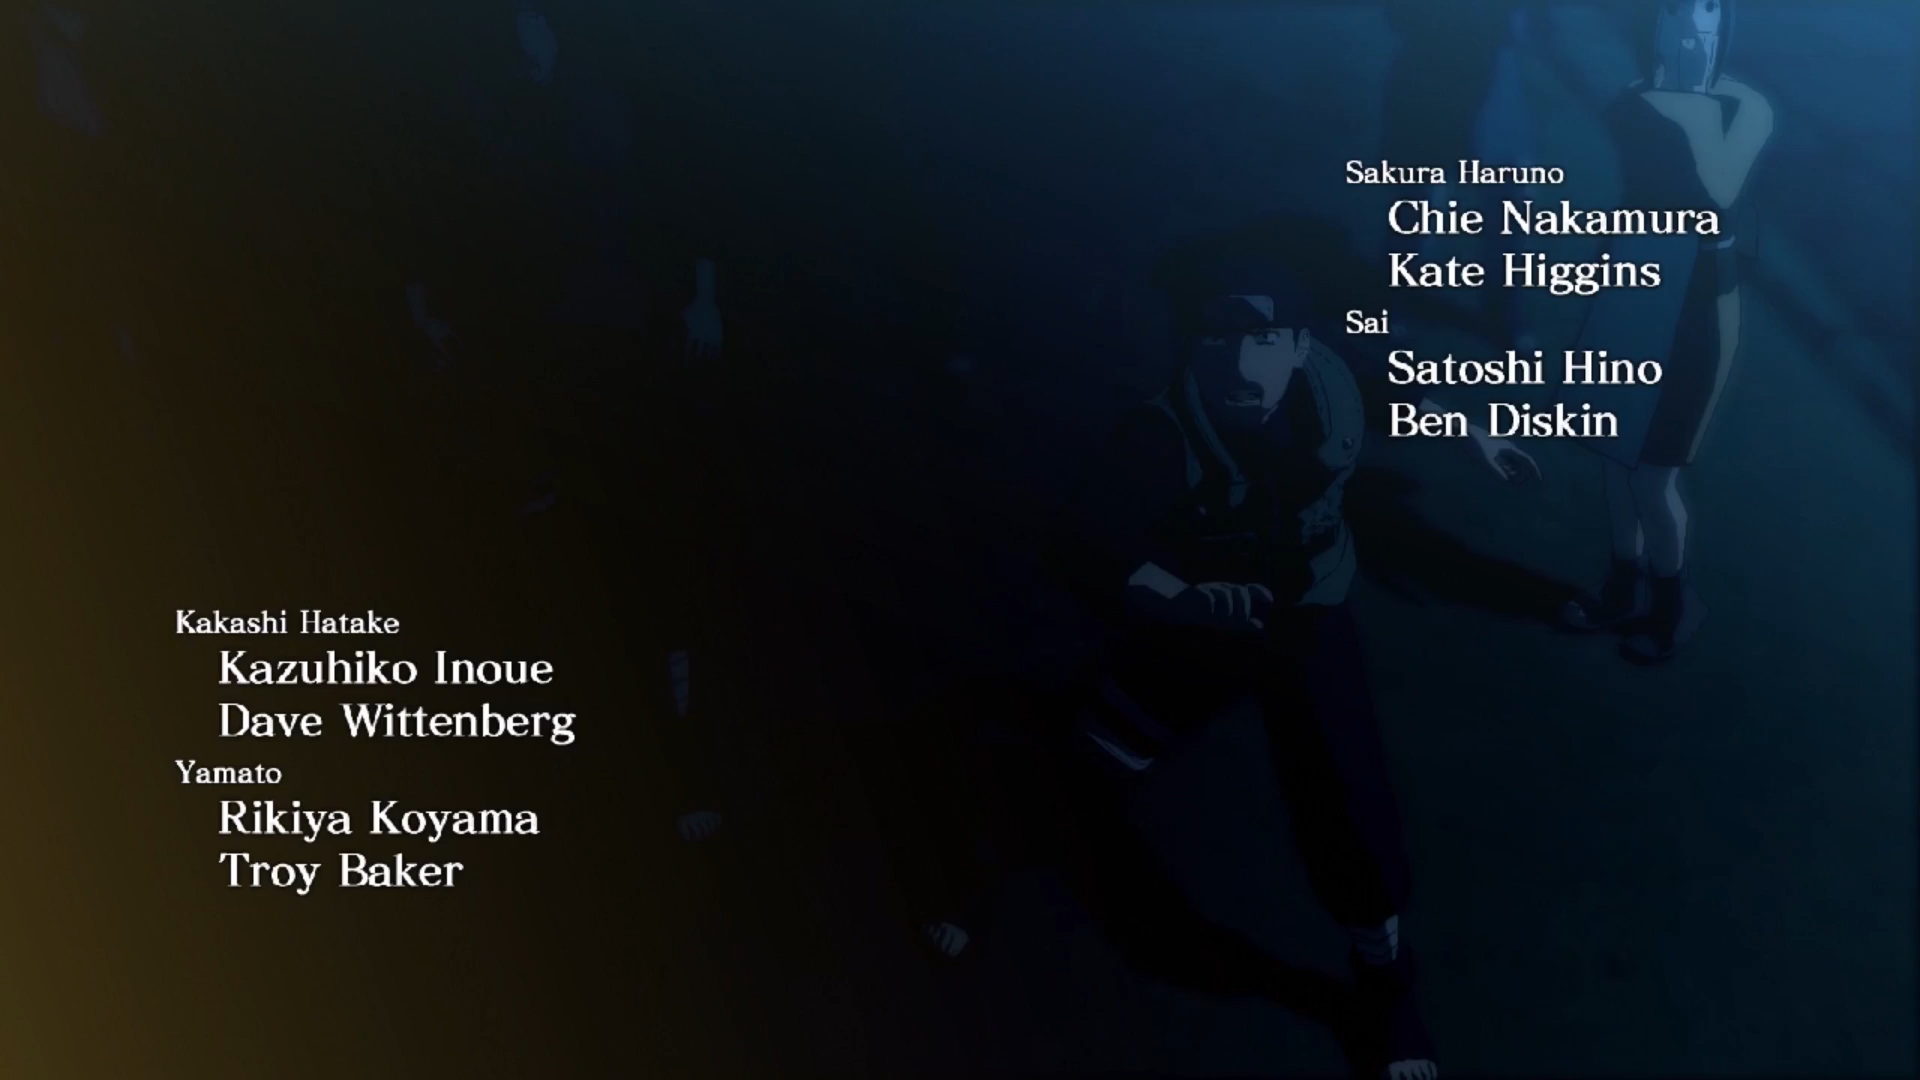 Sakura Haruno
Chie Nakamura
Kate Higgins
Sai
Satoshi Hino
Ben Diskin
Kakashi Hatake
Kazuhiko Inoue
Dave Wittenberg
Yamato
Rikiya Koyama
Troy Baker